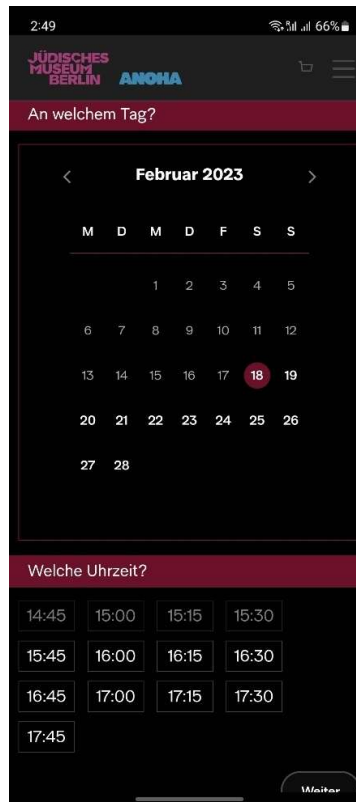 2:49 66%
JÜDISCHES
MUSEUM
BERLIN ANOHA
An welchem Tag?
Februar 2023
M D M D F S S
1 2 3 4 5
6 7 8 9 10 11 12
13 14 15 16 17 18 19
20 21 22 23 24 25 26
27 28
Welche Uhrzeit?
14:45 15:00 15:15 15:30
15:45 16:00 16:15 16:30
16:45 17:00 17:15 17:30
17:45
Weiter